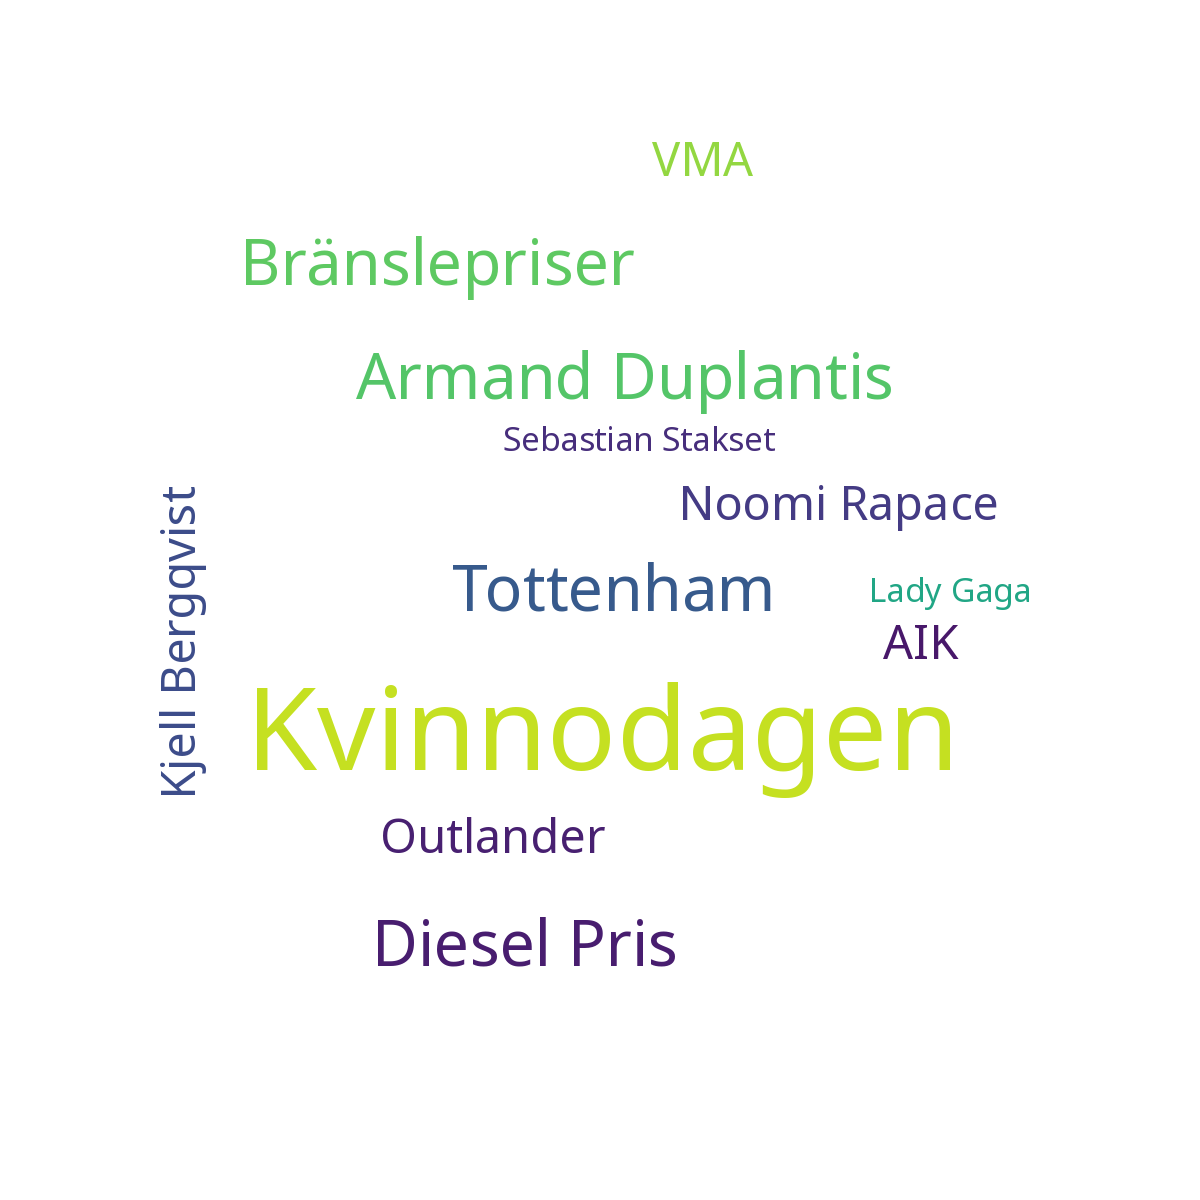 VMA
Bränslepriser
Armand Duplantis
Sebastian Stakset
Noomi Rapace
Kjell Bergqvist
Tottenham
Lady Gaga
AIK
Kvinnodagen
Outlander
Diesel Pris